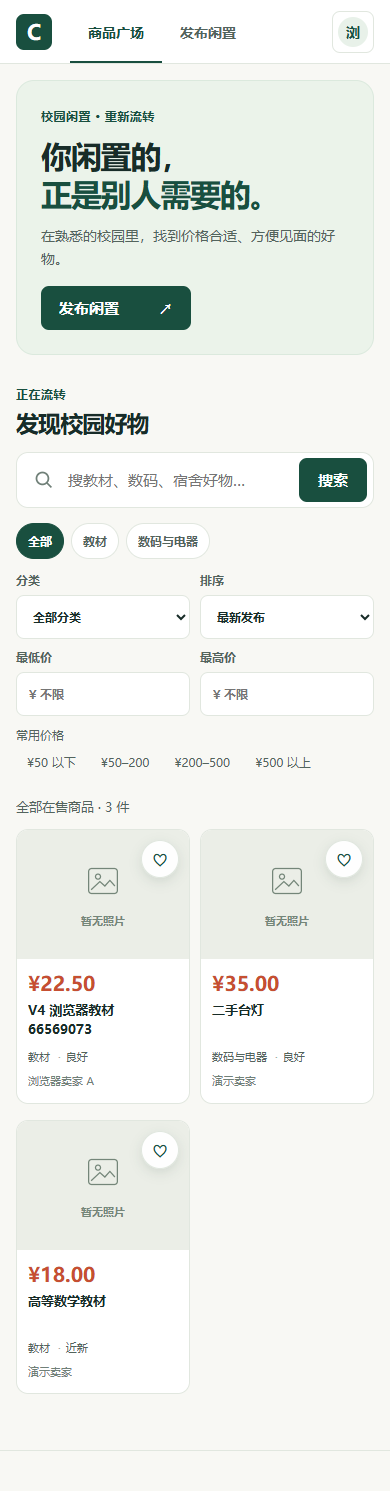 C 商品广场 发布闲置 浏
校园闲置 • 重新流转
你闲置的，
正是别人需要的。
在熟悉的校园里，找到价格合适、方便见面的好
物。
发布闲置 ↗
正在流转
发现校园好物
搜教材、数码、宿舍好物... 搜索
全部 教材 数码与电器
分类 排序
全部分类 最新发布
最低价 最高价
¥ 不限 ¥ 不限
常用价格
¥50 以下 ¥50–200 ¥200–500 ¥500 以上
全部在售商品 · 3 件
暂无照片
¥22.50
V4 浏览器教材
66569073
教材 · 良好
浏览器卖家 A
暂无照片
¥35.00
二手台灯
数码与电器 · 良好
演示卖家
暂无照片
¥18.00
高等数学教材
教材 · 近新
演示卖家